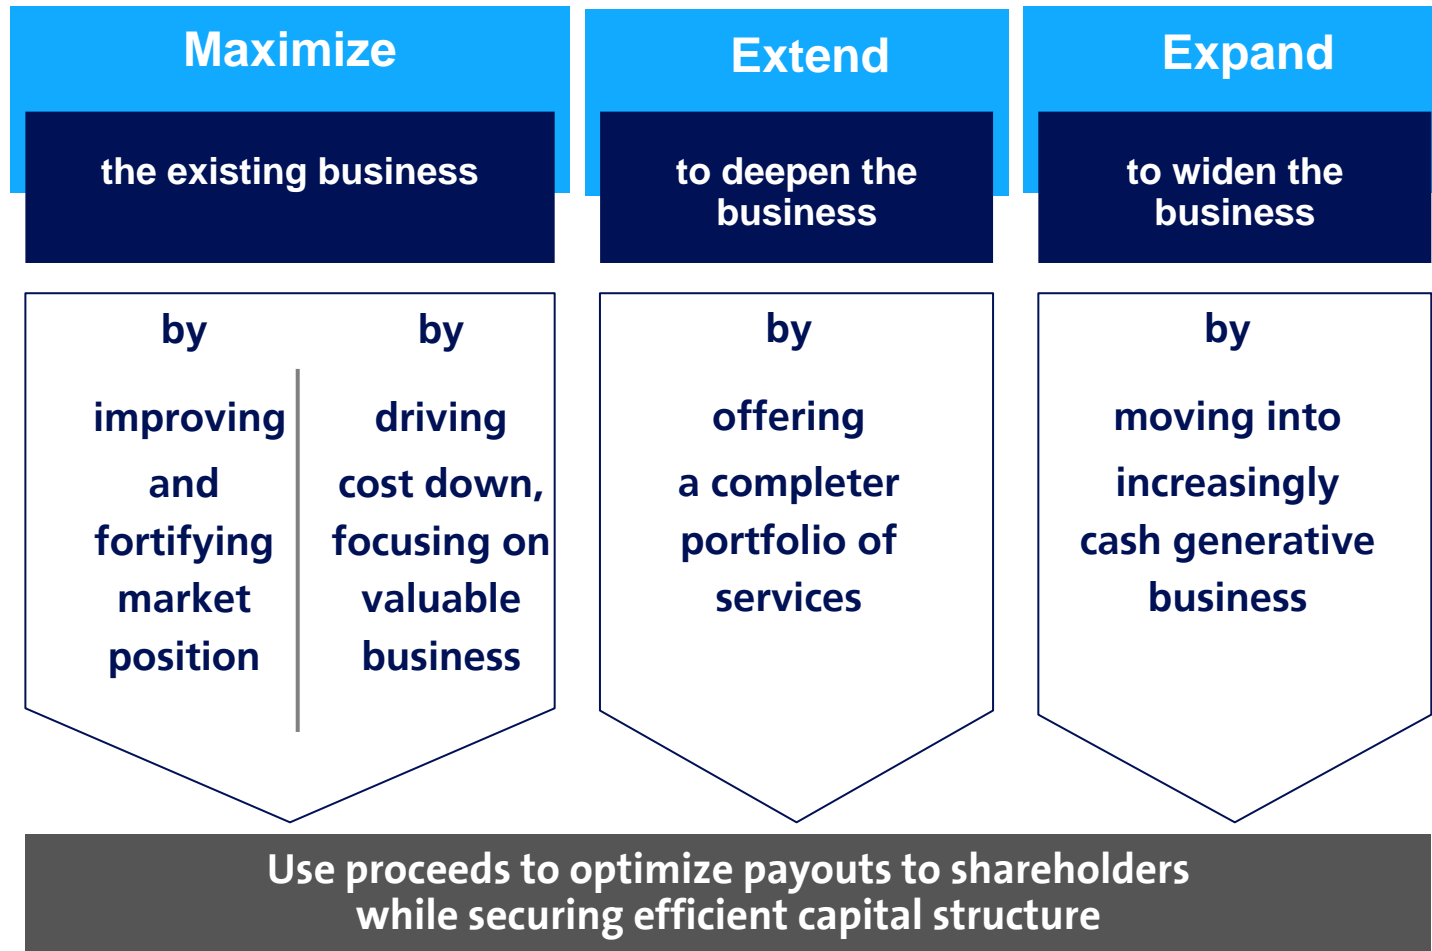 Maximize
the existing business
by
improving
and
fortifying
market
position
by
driving
cost down,
focusing on
valuable
business
Extend
to deepen the
business
by
offering
a completer
portfolio of
services
Expand
to widen the
business
by
moving into
increasingly
cash generative
business
Use proceeds to optimize payouts to shareholders
while securing efficient capital structure